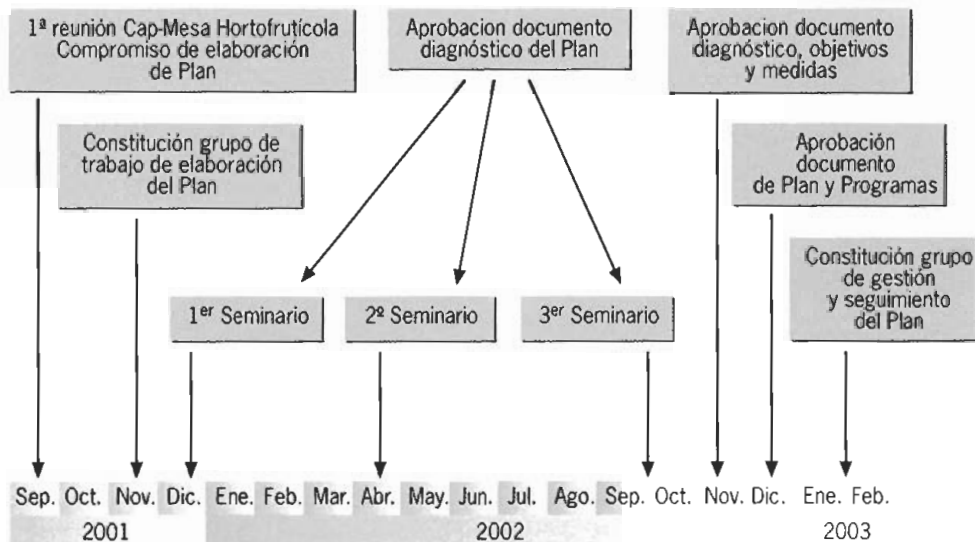 1ª reunión Cap-Mesa Hortofrutícola
Compromiso de elaboración
de Plan
Aprobacion documento
diagnóstico del Plan
Aprobacion documento
diagnóstico, objetivos
y medidas
Constitución grupo de
trabajo de elaboración
del Plan
Aprobación
documento
de Plan y Programas
Constitución grupo
de gestión
y seguimiento
del Plan
1er Seminario
2º Seminario
3er Seminario
Sep. Oct. Nov. Dic. Ene. Feb. Mar. Abr. May. Jun. Jul. Ago. Sep. Oct. Nov. Dic. Ene. Feb.
2001 2002 2003